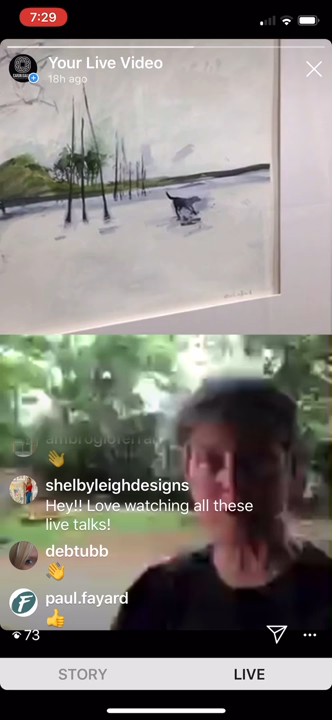 7:29
Your Live Video
18h ago
ambrogioferrar
shelbyleighdesigns
Hey!! Love watching all these
live talks!
debtubb
paul.fayard
73
STORY
LIVE